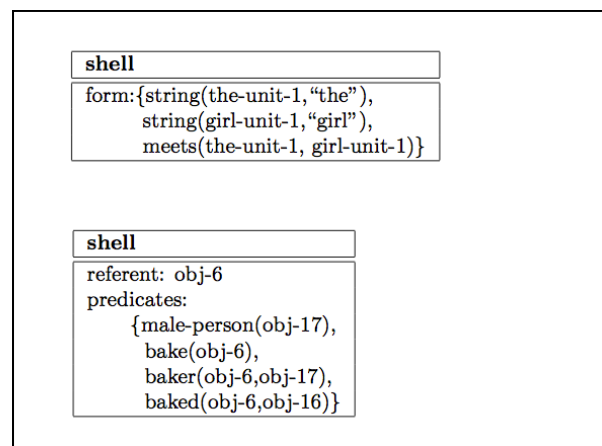 shell
form:{string(the-unit-1,“the”),
string(girl-unit-1,“girl”),
meets(the-unit-1, girl-unit-1)}
shell
referent: obj-6
predicates:
{male-person(obj-17),
bake(obj-6),
baker(obj-6,obj-17),
baked(obj-6,obj-16)}